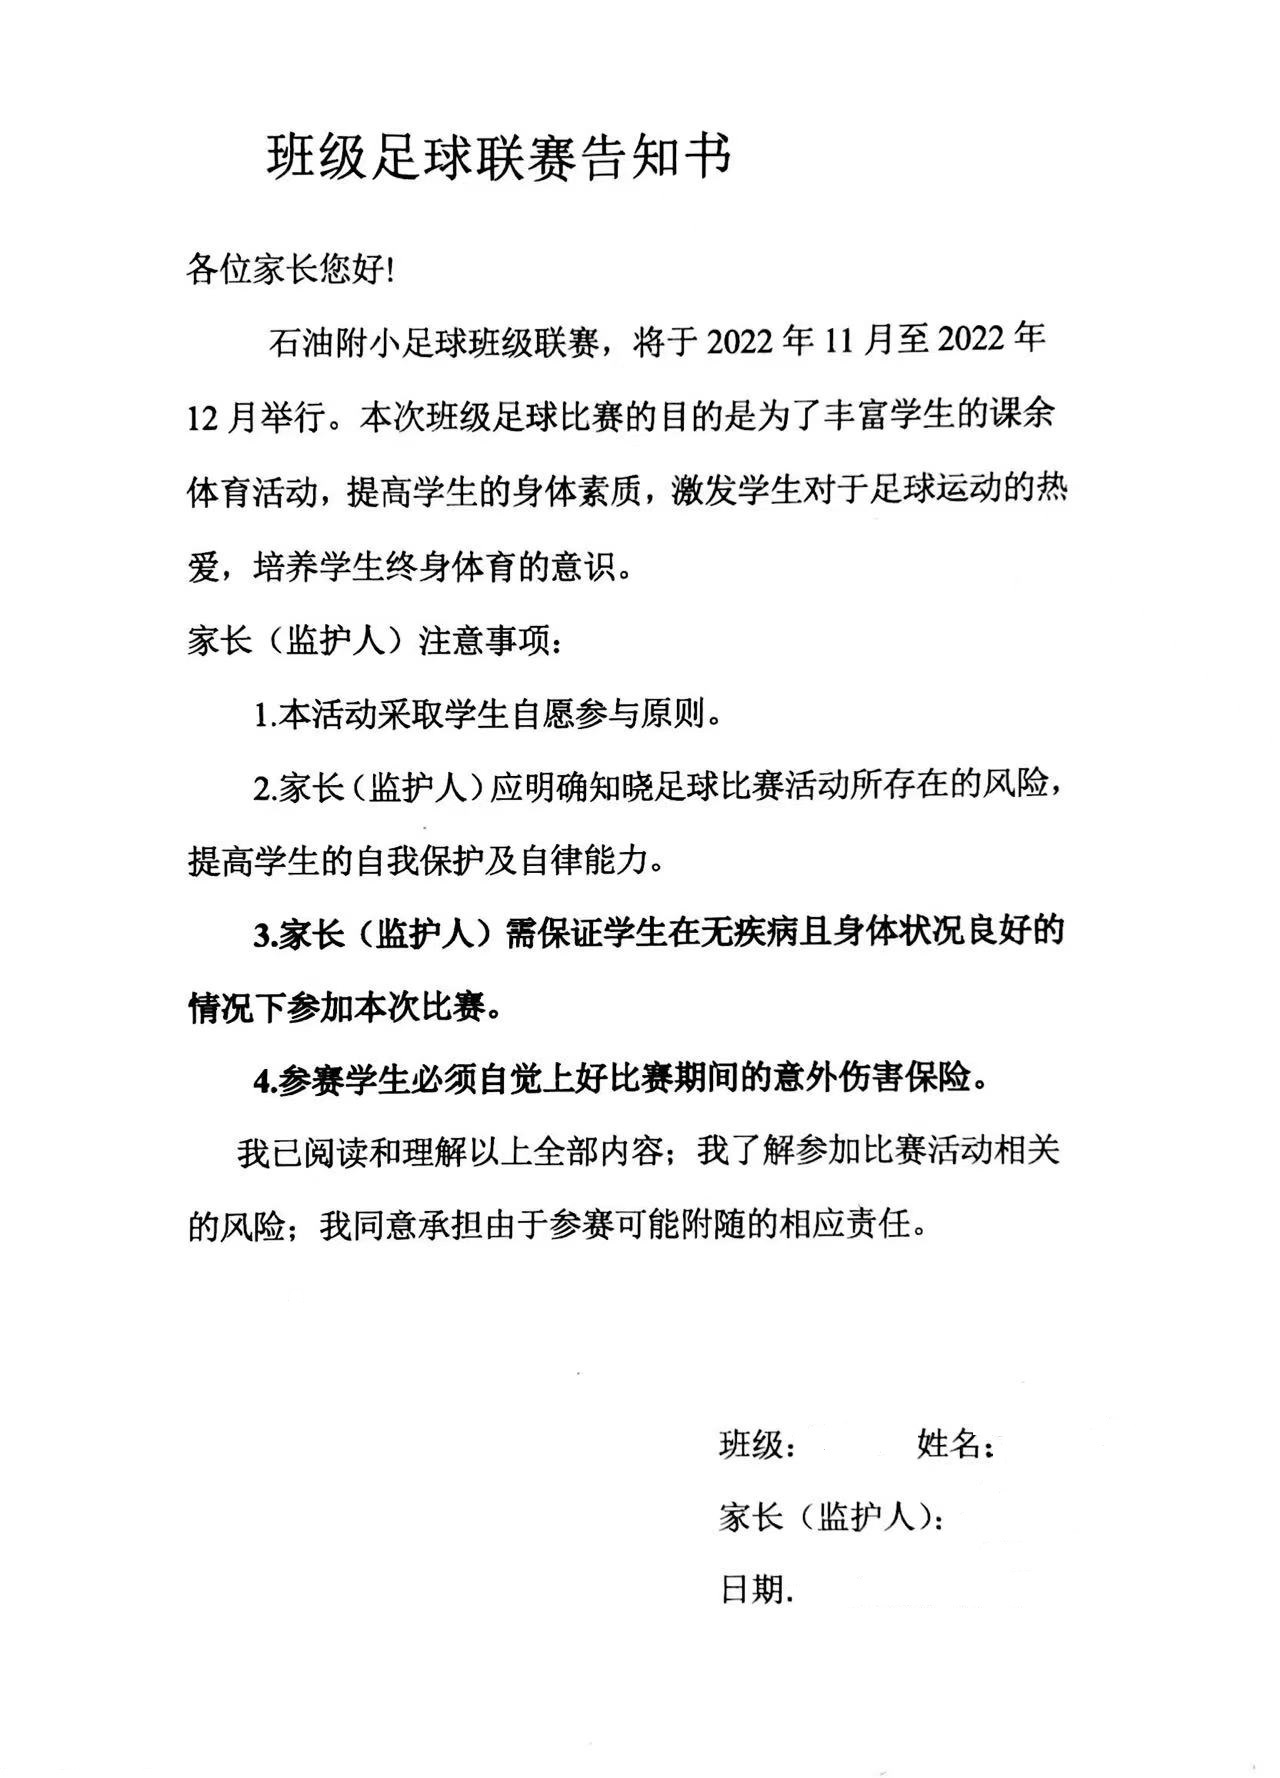 班级足球联赛告知书
各位家长您好!
石油附小足球班级联赛，将于 2022 年 11 月至 2022 年
12 月举行。本次班级足球比赛的目的是为了丰富学生的课余
体育活动，提高学生的身体素质，激发学生对于足球运动的热
爱，培养学生终身体育的意识。
家长（监护人）注意事项：
1.本活动采取学生自愿参与原则。
2.家长（监护人）应明确知晓足球比赛活动所存在的风险，
提高学生的自我保护及自律能力。
3.家长（监护人）需保证学生在无疾病且身体状况良好的
情况下参加本次比赛。
4.参赛学生必须自觉上好比赛期间的意外伤害保险。
我已阅读和理解以上全部内容；我了解参加比赛活动相关
的风险；我同意承担由于参赛可能附随的相应责任。
班级： 姓名：
家长（监护人）：
日期.